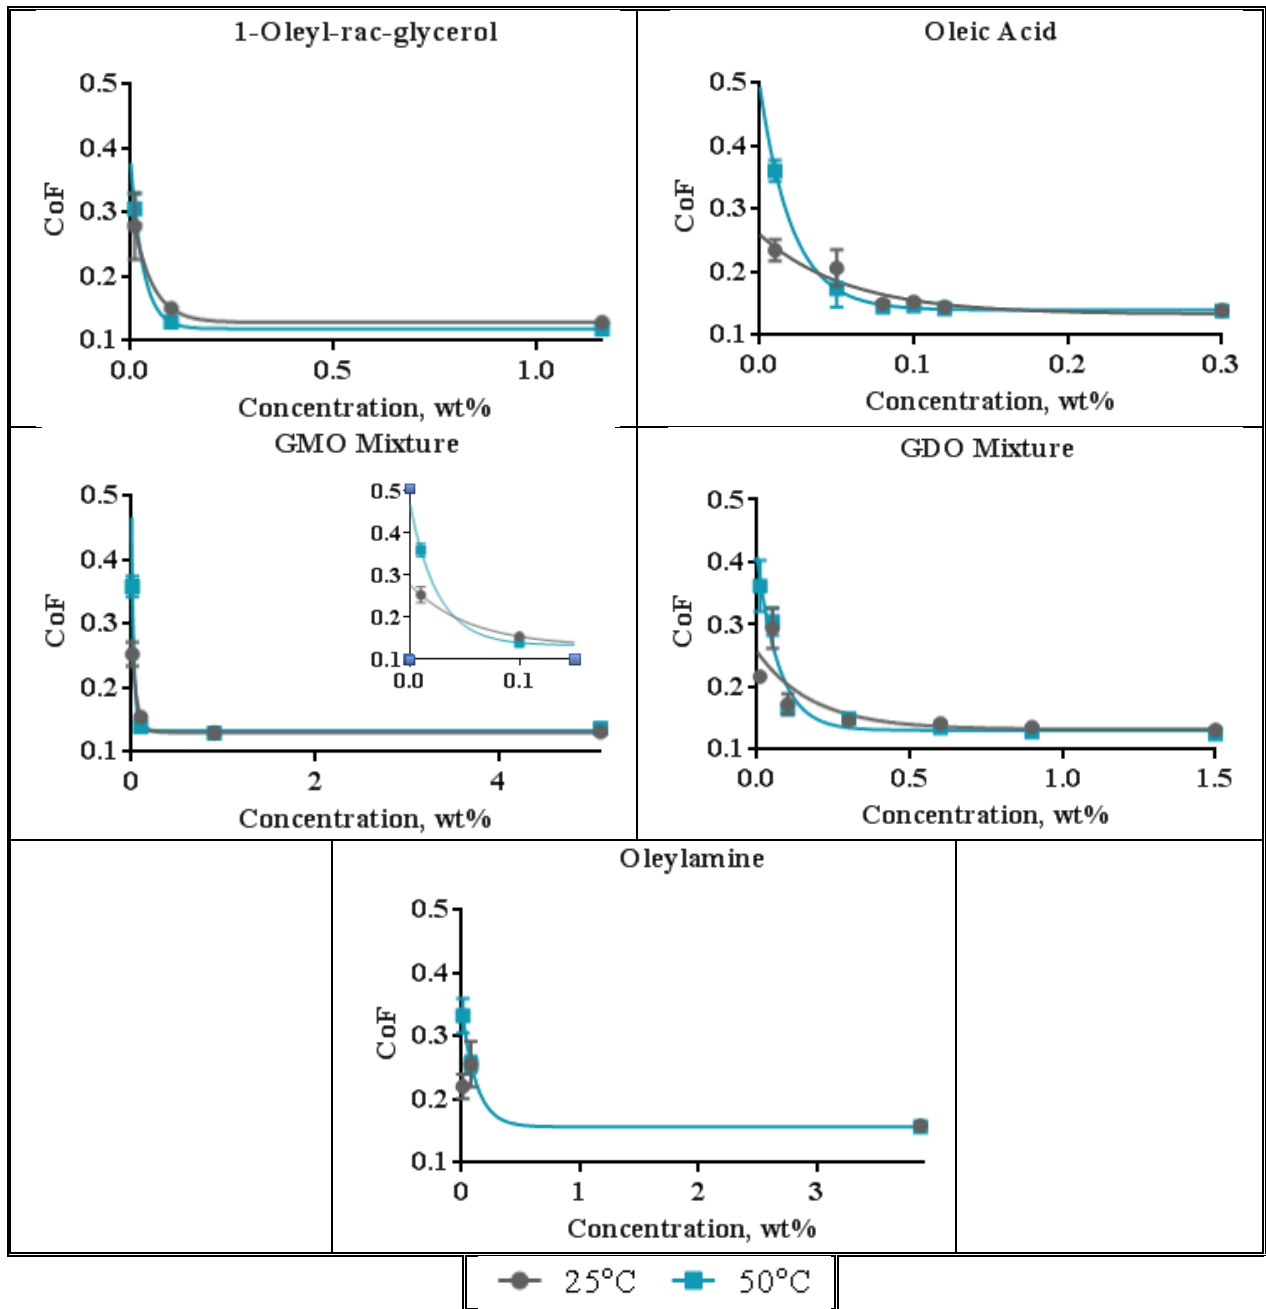 1-Oleyl-rac-glycerol
0.5
0.4
0.3
0.2
0.1
CoF
0.0 0.5 1.0
Concentration, wt%
Oleic Acid
0.5
0.4
0.3
0.2
0.1
CoF
0.0 0.1 0.2 0.3
Concentration, wt%
GMO Mixture
0.5
0.4
0.3
0.2
0.1
CoF
0 2 4
Concentration, wt%
0.5
0.4
0.3
0.2
0.1
0.0 0.1
GDO Mixture
0.5
0.4
0.3
0.2
0.1
CoF
0.0 0.5 1.0 1.5
Concentration, wt%
Oleylamine
0.5
0.4
0.3
0.2
0.1
CoF
0 1 2 3
Concentration, wt%
25°C 50°C